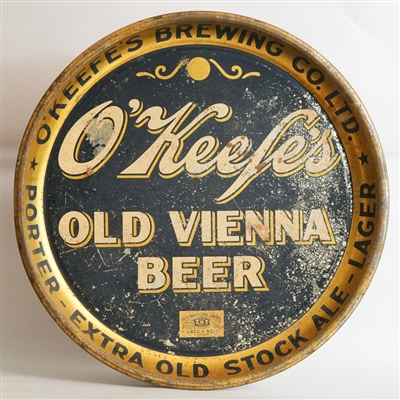 ★ O'KEEFE'S BREWING CO. LTD. ★
O'Keefe's
OLD VIENNA
BEER
PORTER - EXTRA OLD STOCK ALE - LAGER